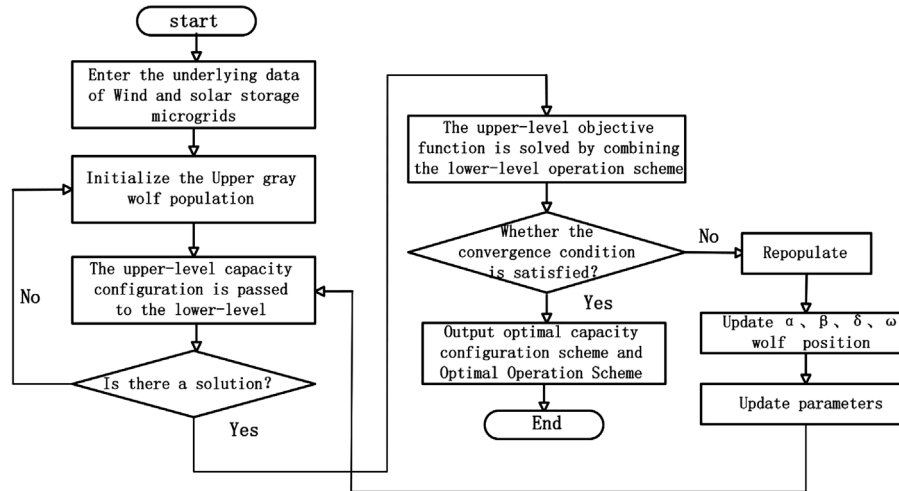 start
Enter the underlying data
of Wind and solar storage
microgrids
Initialize the Upper gray
wolf population
The upper-level capacity
configuration is passed
to the lower-level
No
Is there a solution?
Yes
The upper-level objective
function is solved by combining
the lower-level operation scheme
Whether the
convergence condition
is satisfied?
No
Yes
Output optimal capacity
configuration scheme and
Optimal Operation Scheme
End
Repopulate
Update α、β、δ、ω
wolf position
Update parameters